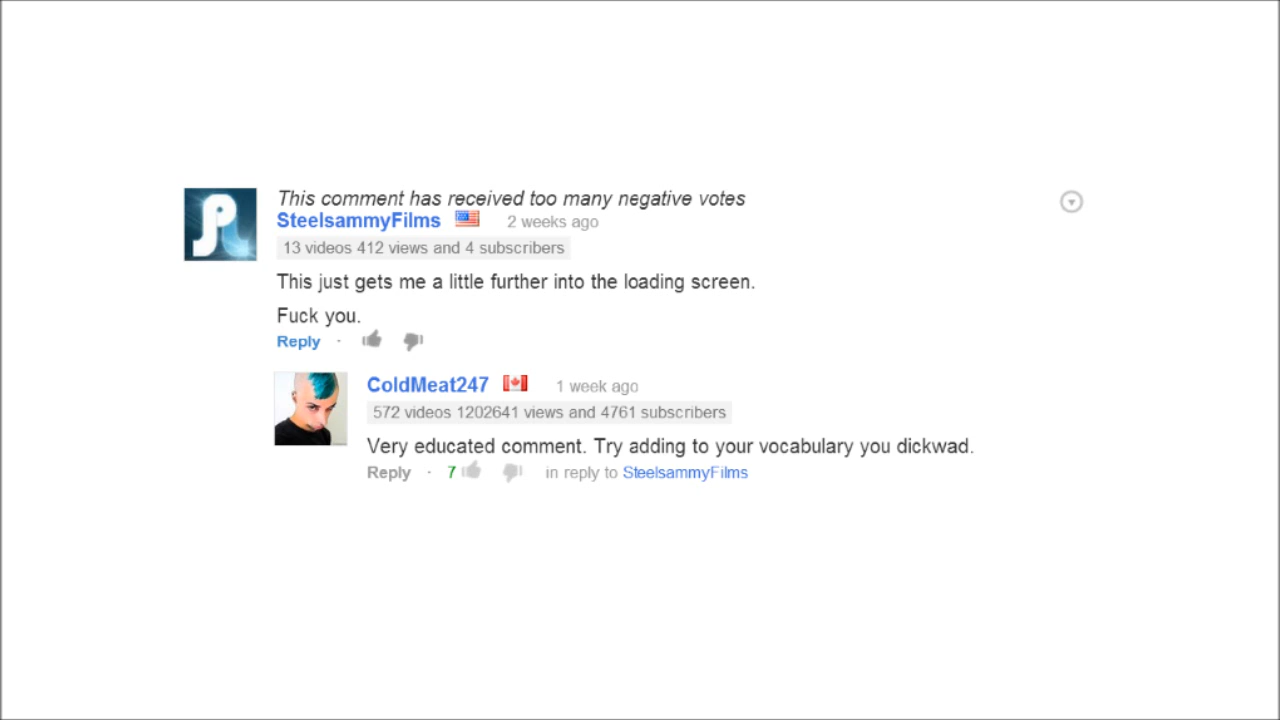 This comment has received too many negative votes
SteelsammyFilms 2 weeks ago
13 videos 412 views and 4 subscribers
This just gets me a little further into the loading screen.
Fuck you.
Reply ·
ColdMeat247 1 week ago
572 videos 1202641 views and 4761 subscribers
Very educated comment. Try adding to your vocabulary you dickwad.
Reply · 7 in reply to SteelsammyFilms